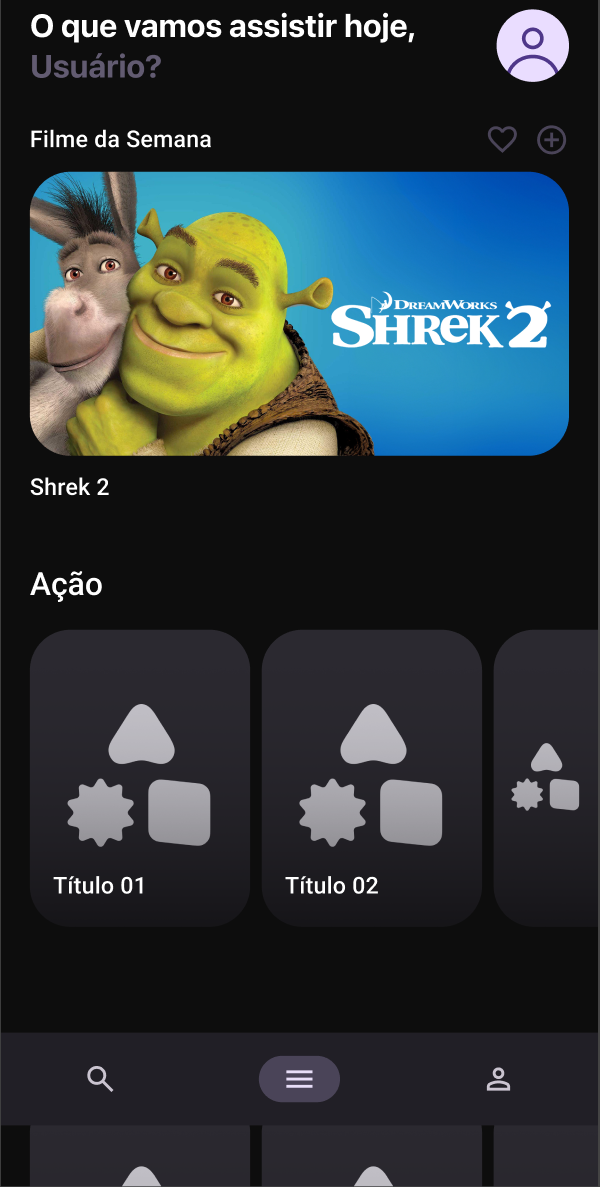 O que vamos assistir hoje,
Usuário?
Filme da Semana
DREAMWORKS
SHREK 2
Shrek 2
Ação
Título 01
Título 02